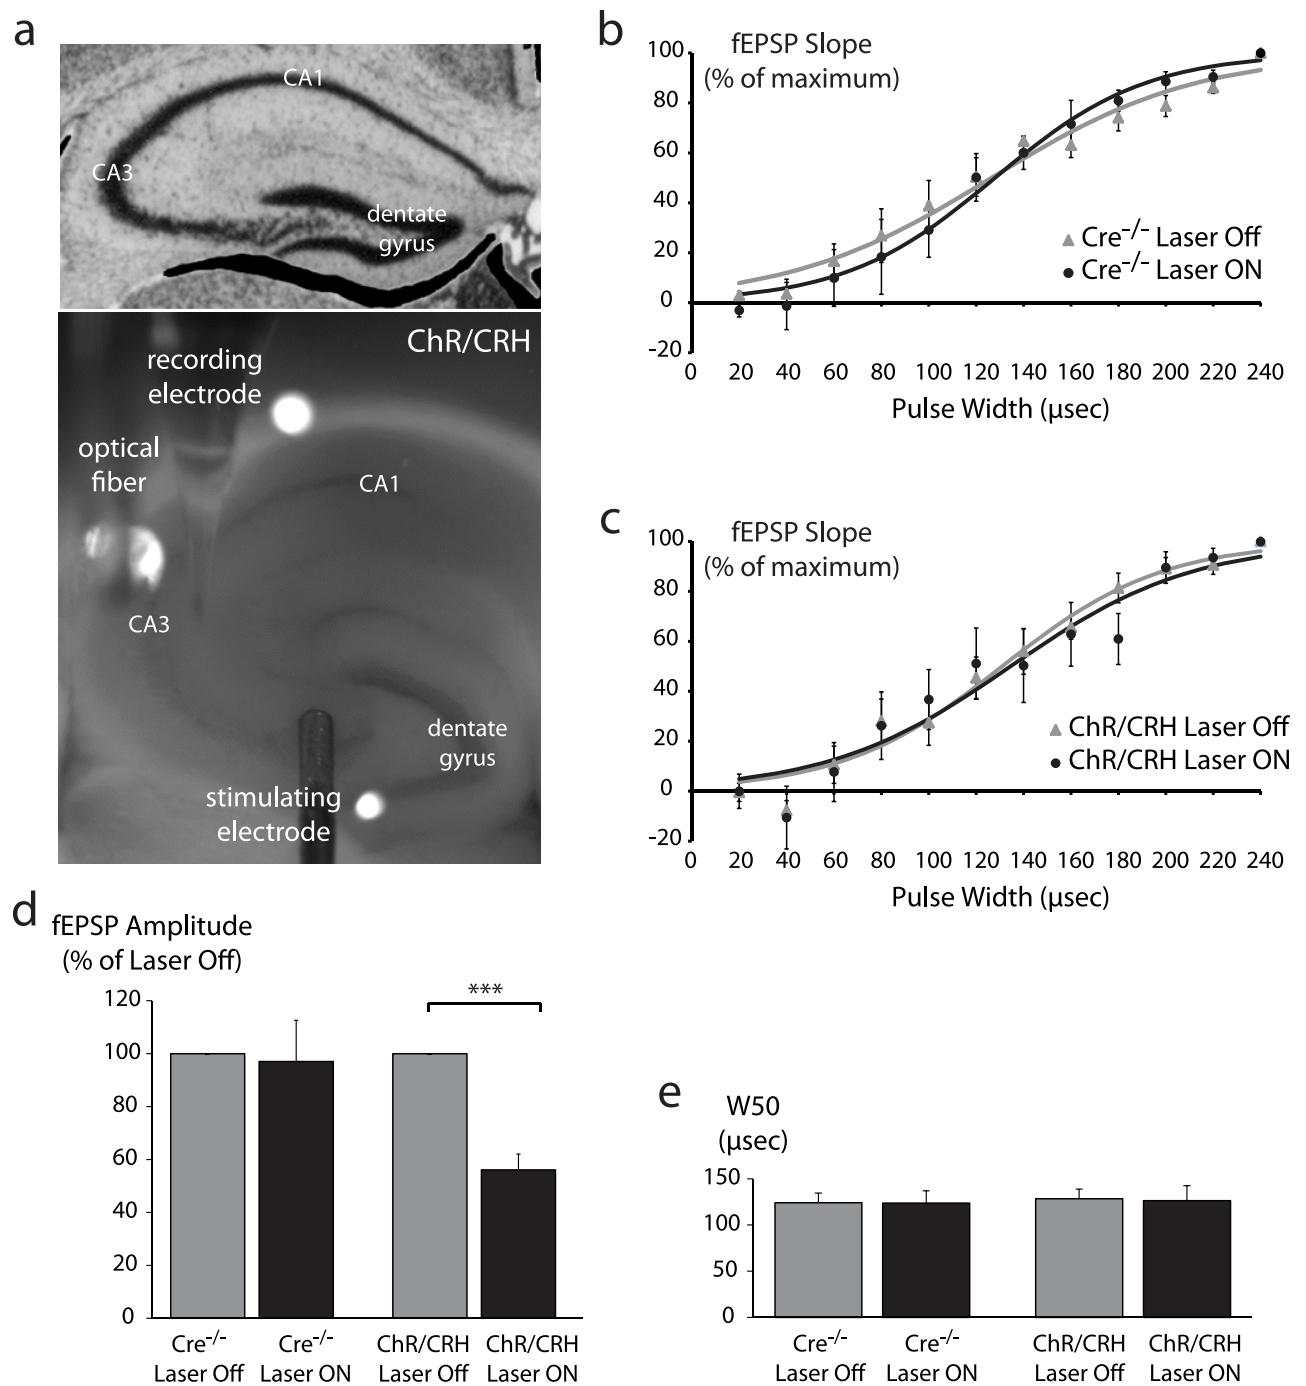 a
CA1
CA3
dentate
gyrus
ChR/CRH
recording
electrode
optical
fiber
CA1
CA3
dentate
gyrus
stimulating
electrode
b
fEPSP Slope
(% of maximum)
100
80
60
40
20
0
-20
Cre⁻/⁻ Laser Off
Cre⁻/⁻ Laser ON
0 20 40 60 80 100 120 140 160 180 200 220 240
Pulse Width (μsec)
c
fEPSP Slope
(% of maximum)
100
80
60
40
20
0
-20
ChR/CRH Laser Off
ChR/CRH Laser ON
0 20 40 60 80 100 120 140 160 180 200 220 240
Pulse Width (μsec)
d
fEPSP Amplitude
(% of Laser Off)
120
100
80
60
40
20
0
***
Cre⁻/⁻
Laser Off
Cre⁻/⁻
Laser ON
ChR/CRH
Laser Off
ChR/CRH
Laser ON
e
W50
(μsec)
150
100
50
0
Cre⁻/⁻
Laser Off
Cre⁻/⁻
Laser ON
ChR/CRH
Laser Off
ChR/CRH
Laser ON